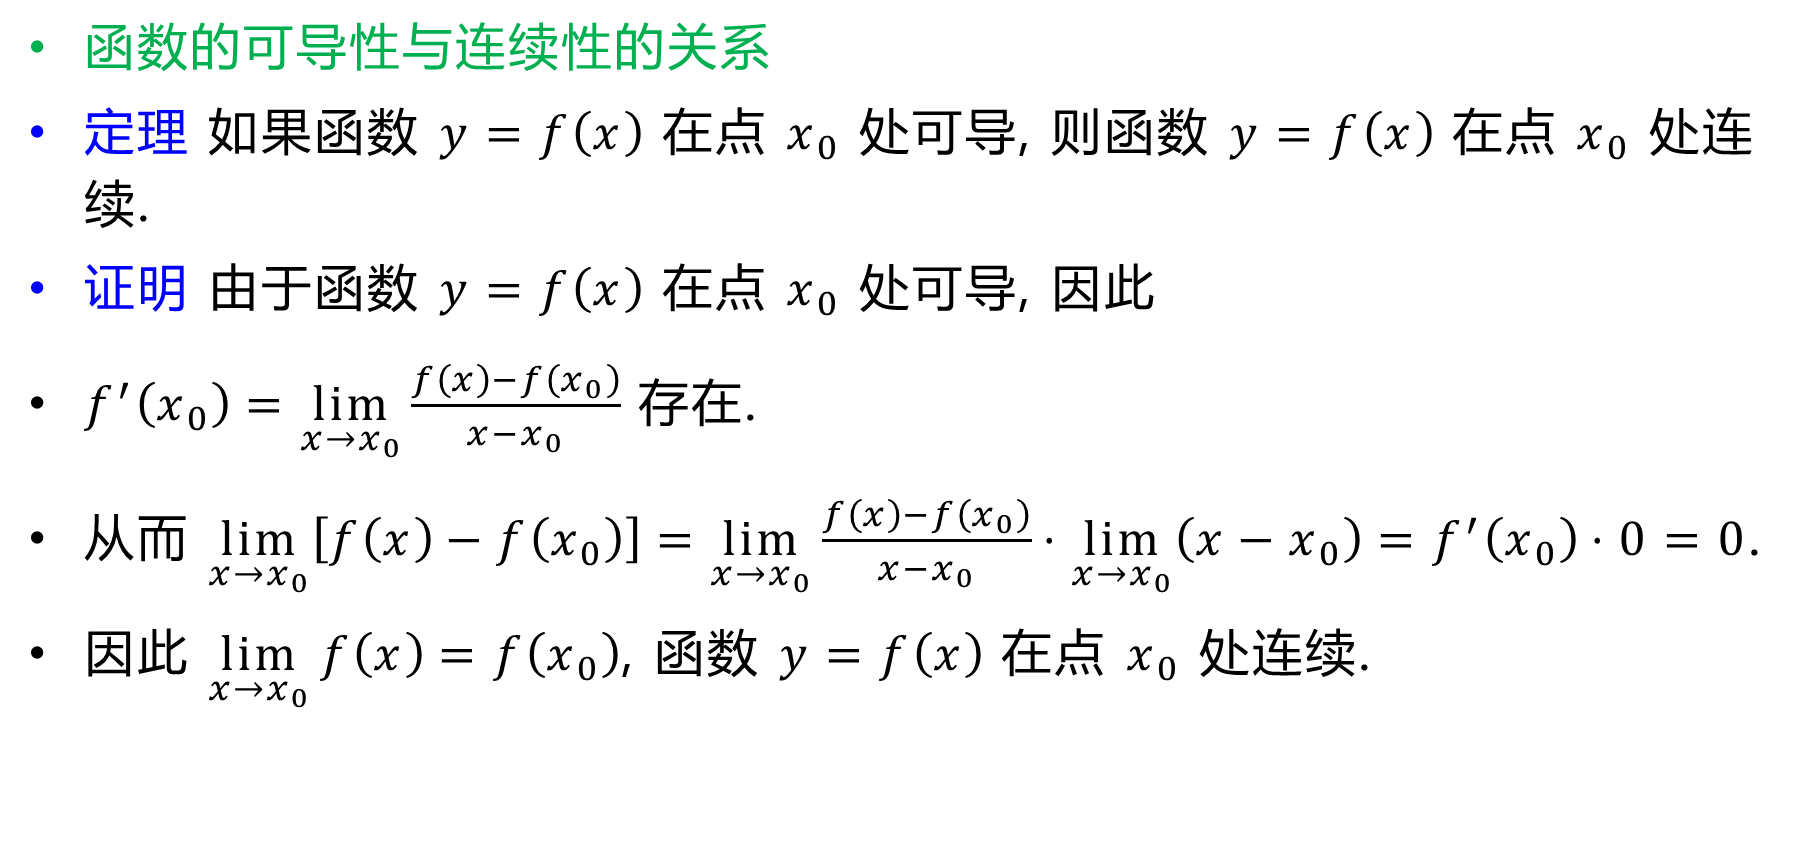 • 函数的可导性与连续性的关系
• 定理 如果函数 y = f(x) 在点 x₀ 处可导, 则函数 y = f(x) 在点 x₀ 处连
续.
• 证明 由于函数 y = f(x) 在点 x₀ 处可导, 因此
• f′(x₀) = lim_{x→x₀} \frac{f(x)−f(x₀)}{x−x₀} 存在.
• 从而 lim_{x→x₀} [f(x) − f(x₀)] = lim_{x→x₀} \frac{f(x)−f(x₀)}{x−x₀} · lim_{x→x₀} (x − x₀) = f′(x₀) · 0 = 0.
• 因此 lim_{x→x₀} f(x) = f(x₀), 函数 y = f(x) 在点 x₀ 处连续.